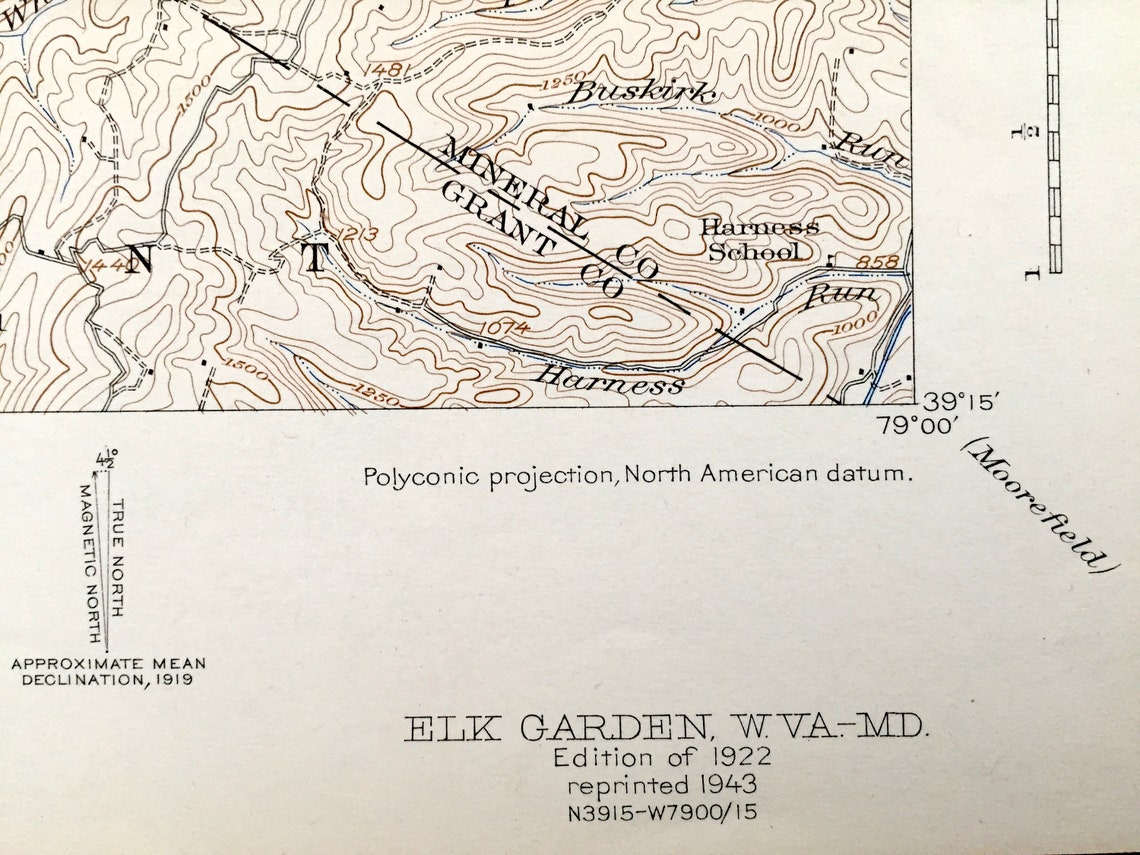 1481
1250
Buskirk
1500
1000
Run
1/2
MINERAL CO
GRANT CO
Harness
School
N T
1213
858
1
Run
1000
1074
1500
1250
Harness
39°15′
79°00′
(Moorefield)
Polyconic projection, North American datum.
4½°
TRUE NORTH
MAGNETIC NORTH
APPROXIMATE MEAN
DECLINATION, 1919
ELK GARDEN, W.VA.-MD.
Edition of 1922
reprinted 1943
N3915-W7900/15